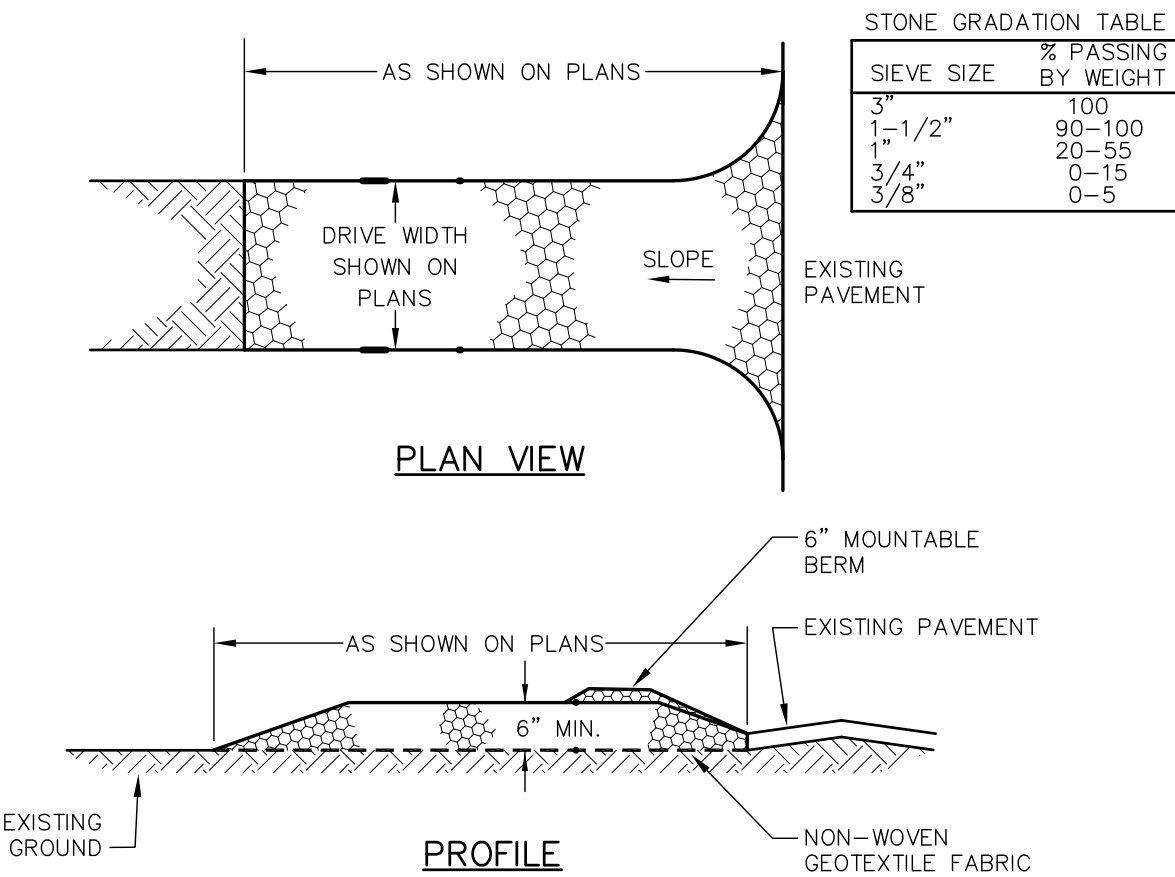 STONE GRADATION TABLE
SIEVE SIZE % PASSING
BY WEIGHT
3” 100
1-1/2” 90-100
1” 20-55
3/4” 0-15
3/8” 0-5
AS SHOWN ON PLANS
DRIVE WIDTH
SHOWN ON
PLANS
SLOPE
EXISTING
PAVEMENT
PLAN VIEW
6” MOUNTABLE
BERM
EXISTING PAVEMENT
AS SHOWN ON PLANS
6” MIN.
EXISTING
GROUND
NON-WOVEN
GEOTEXTILE FABRIC
PROFILE